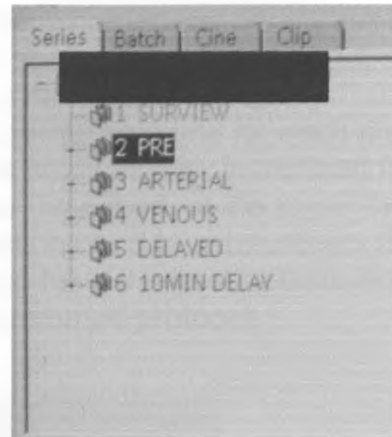 Series Batch Cine Clip
1 SURVIEW
2 PRE
3 ARTERIAL
4 VENOUS
5 DELAYED
6 10MIN DELAY